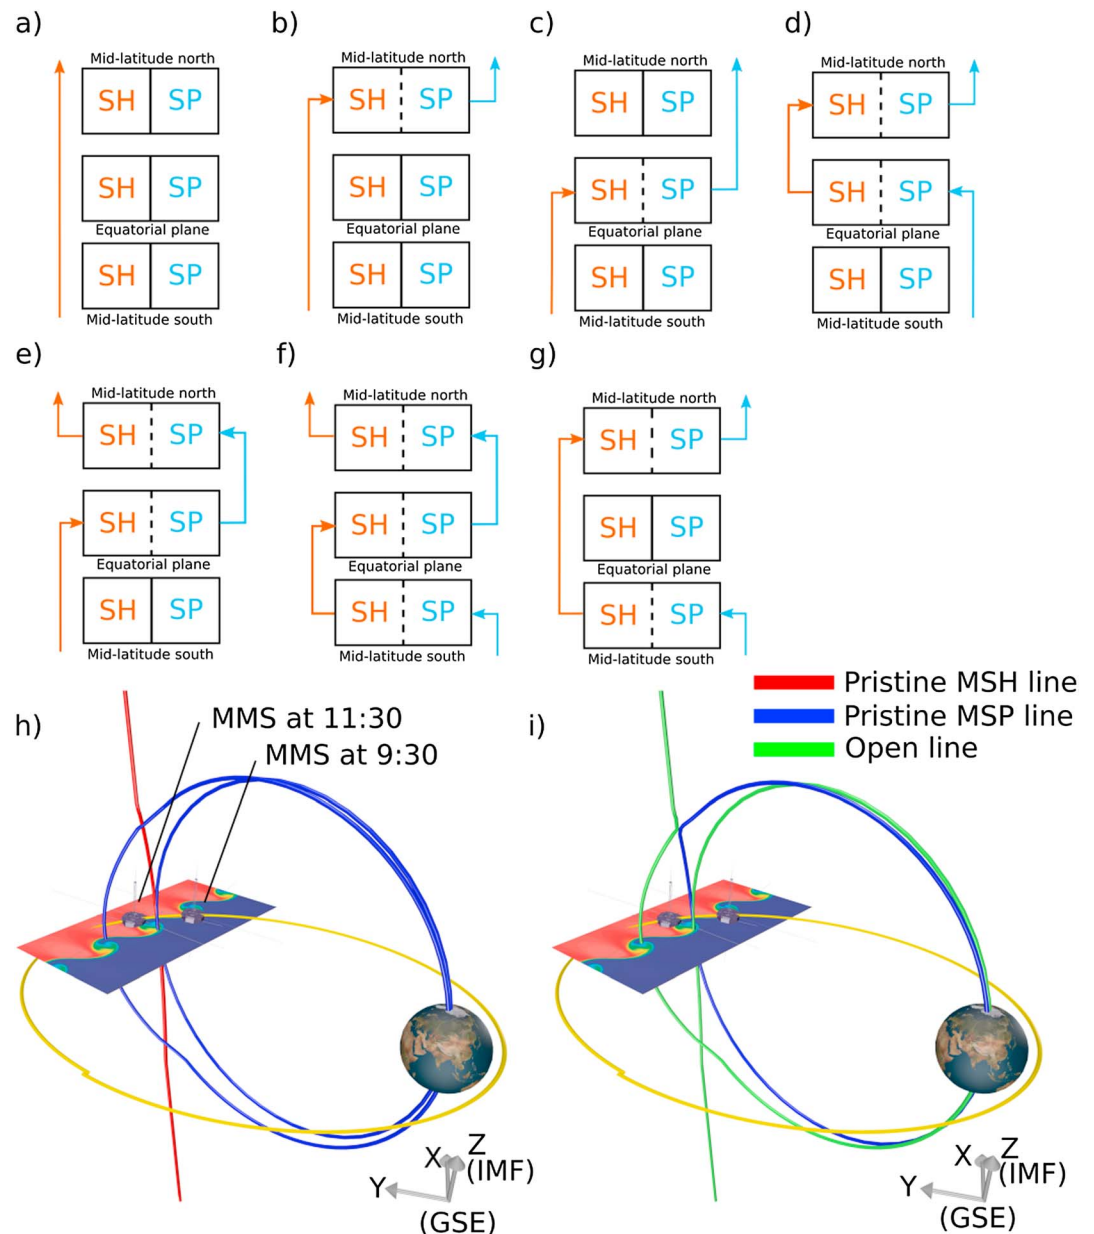 a)
Mid-latitude north
SH SP
SH SP
Equatorial plane
SH SP
Mid-latitude south
b)
Mid-latitude north
SH SP
SH SP
Equatorial plane
SH SP
Mid-latitude south
c)
Mid-latitude north
SH SP
SH SP
Equatorial plane
SH SP
Mid-latitude south
d)
Mid-latitude north
SH SP
SH SP
Equatorial plane
SH SP
Mid-latitude south
e)
Mid-latitude north
SH SP
SH SP
Equatorial plane
SH SP
Mid-latitude south
f)
Mid-latitude north
SH SP
SH SP
Equatorial plane
SH SP
Mid-latitude south
g)
Mid-latitude north
SH SP
SH SP
Equatorial plane
SH SP
Mid-latitude south
h)
MMS at 11:30
MMS at 9:30
X
Z
(IMF)
Y
(GSE)
i)
Pristine MSH line
Pristine MSP line
Open line
X
Z
(IMF)
Y
(GSE)